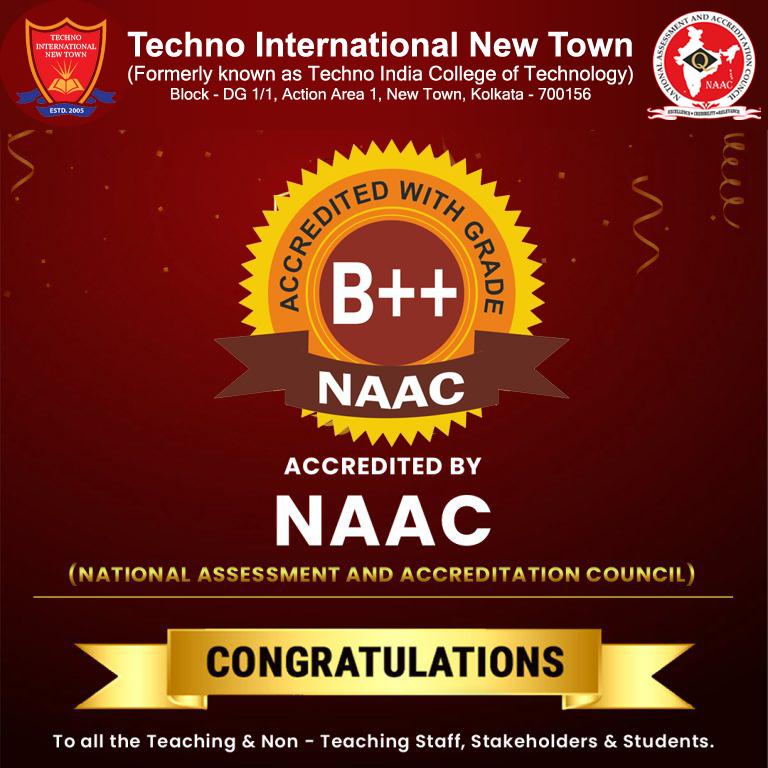 TECHNO
INTERNATIONAL
NEW TOWN
ESTD. 2005
Techno International New Town
(Formerly known as Techno India College of Technology)
Block - DG 1/1, Action Area 1, New Town, Kolkata - 700156
NATIONAL ASSESSMENT AND ACCREDITATION COUNCIL
NAAC
EXCELLENCE • CREDIBILITY • RELEVANCE
ACCREDITED WITH GRADE
B++
NAAC
ACCREDITED BY
NAAC
(NATIONAL ASSESSMENT AND ACCREDITATION COUNCIL)
CONGRATULATIONS
To all the Teaching & Non - Teaching Staff, Stakeholders & Students.